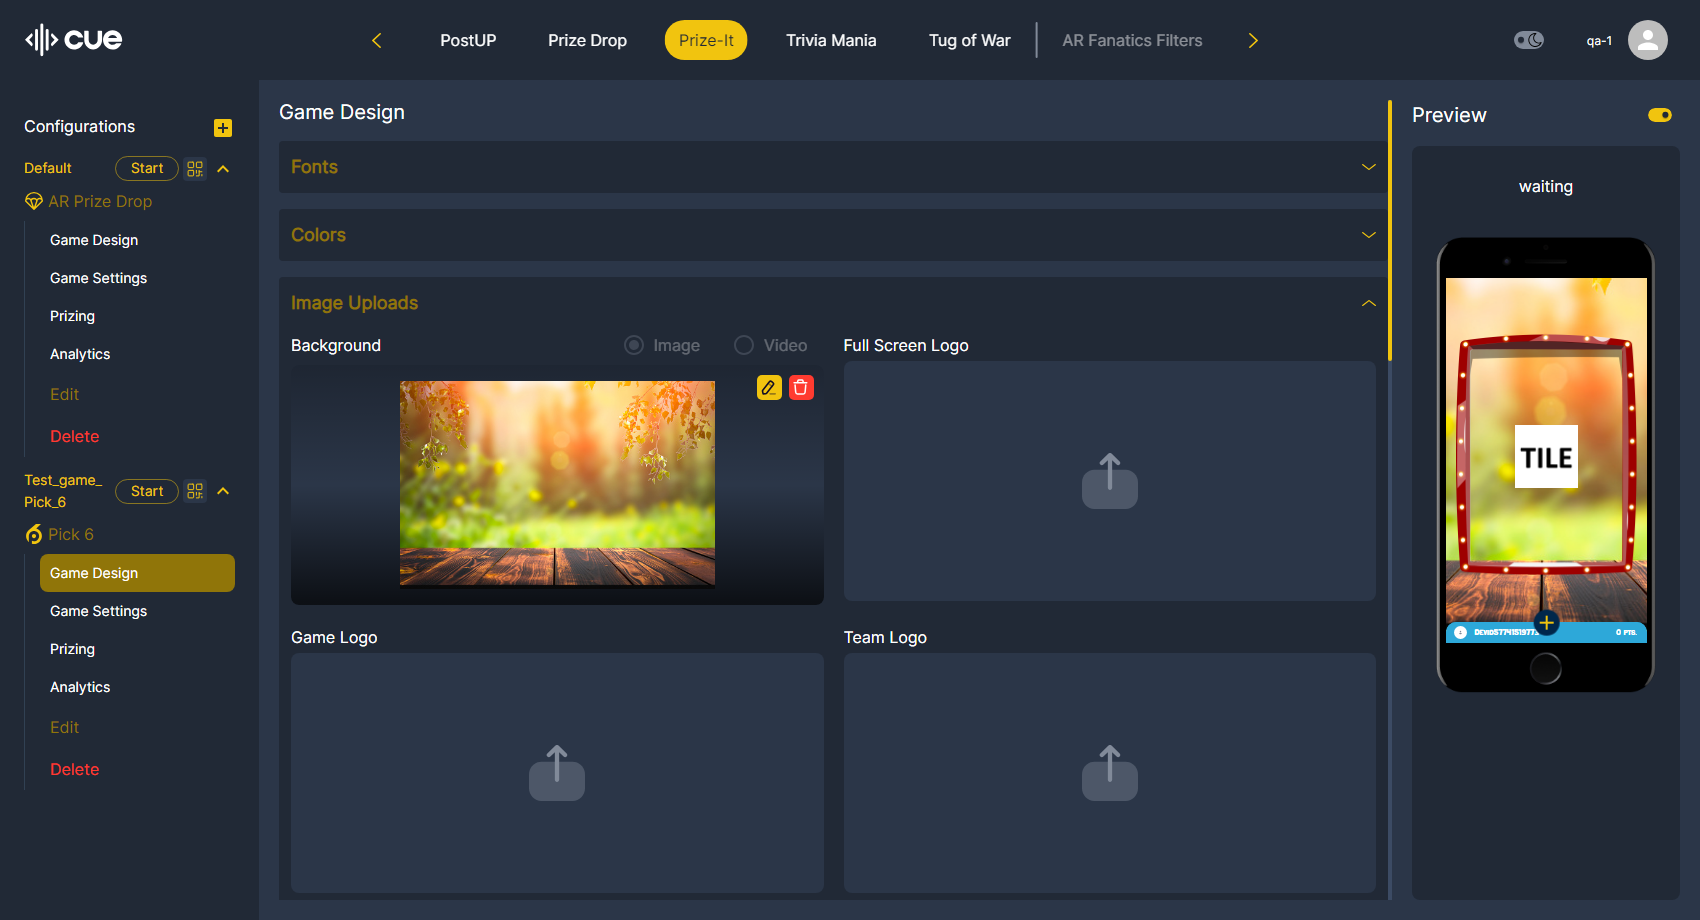 cue
PostUP
Prize Drop
Prize-It
Trivia Mania
Tug of War
AR Fanatics Filters
qa-1
Configurations
Default
Start
AR Prize Drop
Game Design
Game Settings
Prizing
Analytics
Edit
Delete
Test_game_
Pick_6
Start
Pick 6
Game Design
Game Settings
Prizing
Analytics
Edit
Delete
Game Design
Fonts
Colors
Image Uploads
Background
Image
Video
Full Screen Logo
Game Logo
Team Logo
Preview
waiting
TILE
0 PTS.